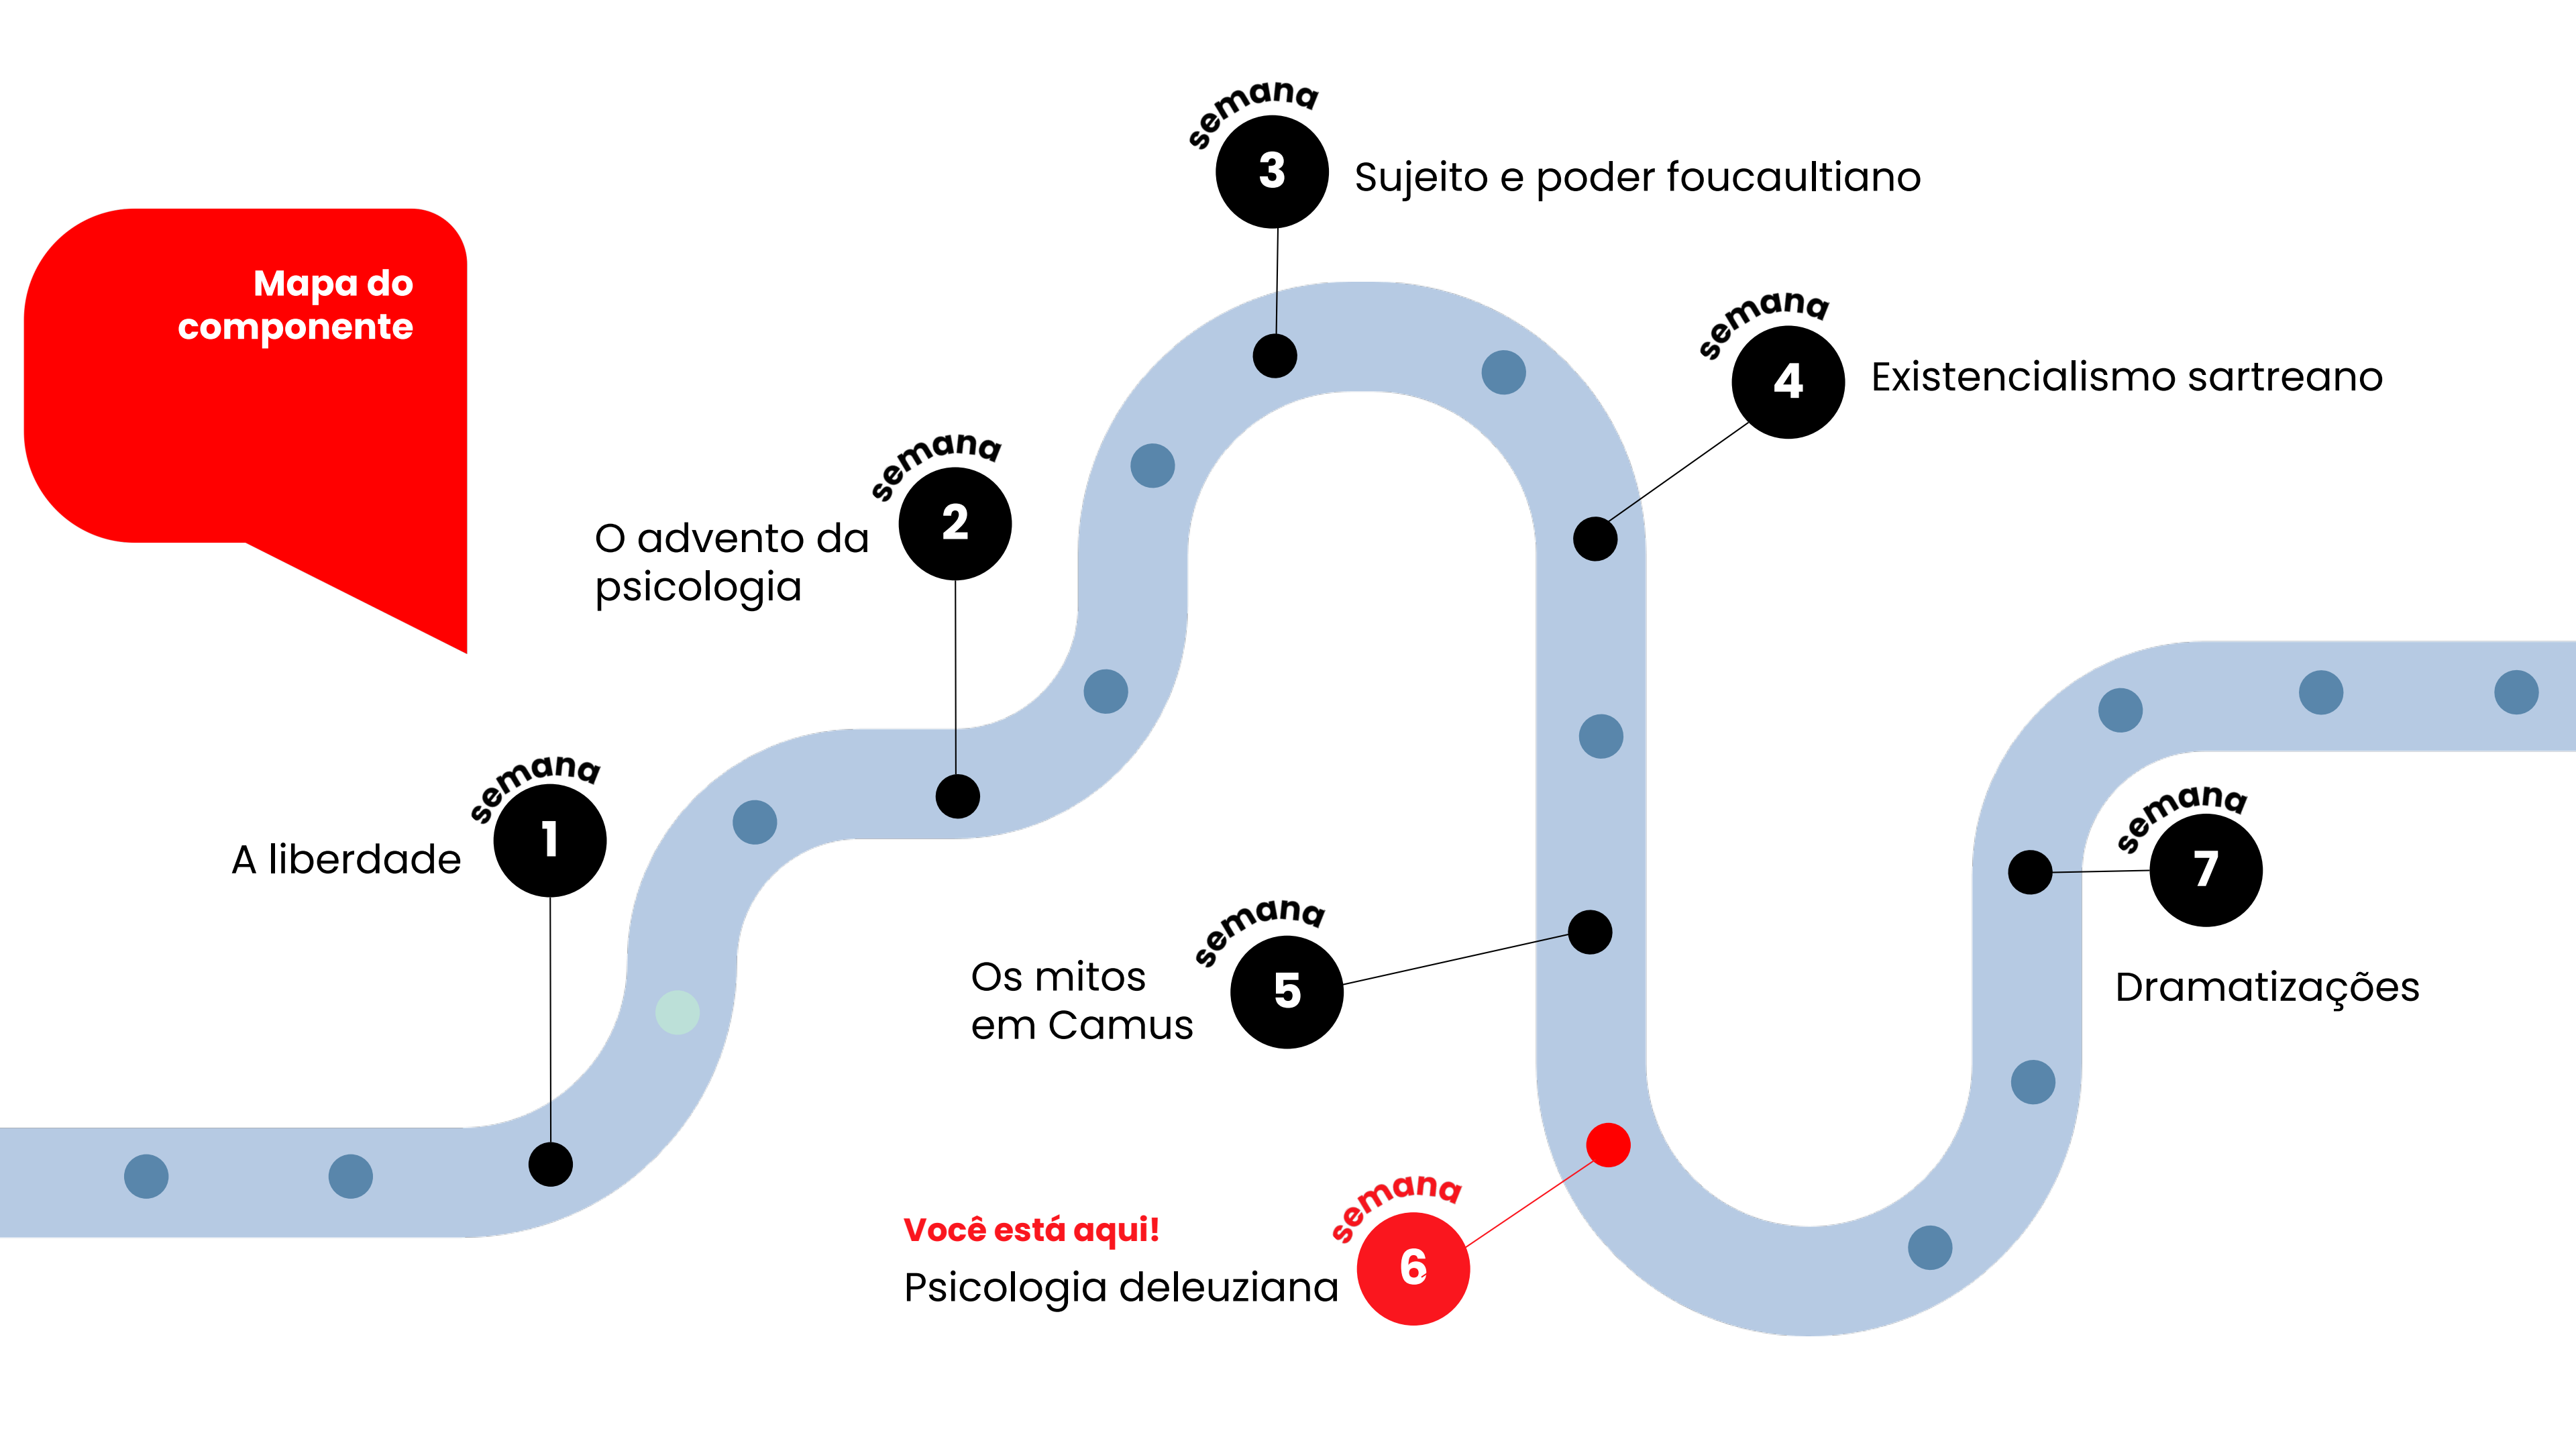 Mapa do
componente
semana
1
A liberdade
semana
2
O advento da
psicologia
semana
3
Sujeito e poder foucaultiano
semana
4
Existencialismo sartreano
semana
5
Os mitos
em Camus
semana
6
Você está aqui!
Psicologia deleuziana
semana
7
Dramatizações